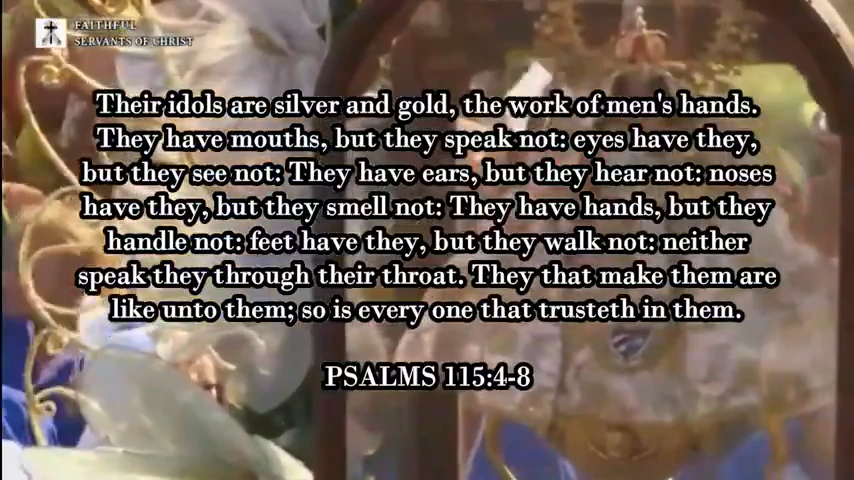 FAITHFUL
SERVANTS OF CHRIST
Their idols are silver and gold, the work of men's hands.
They have mouths, but they speak not: eyes have they,
but they see not: They have ears, but they hear not: noses
have they, but they smell not: They have hands, but they
handle not: feet have they, but they walk not: neither
speak they through their throat. They that make them are
like unto them; so is every one that trusteth in them.
PSALMS 115:4-8